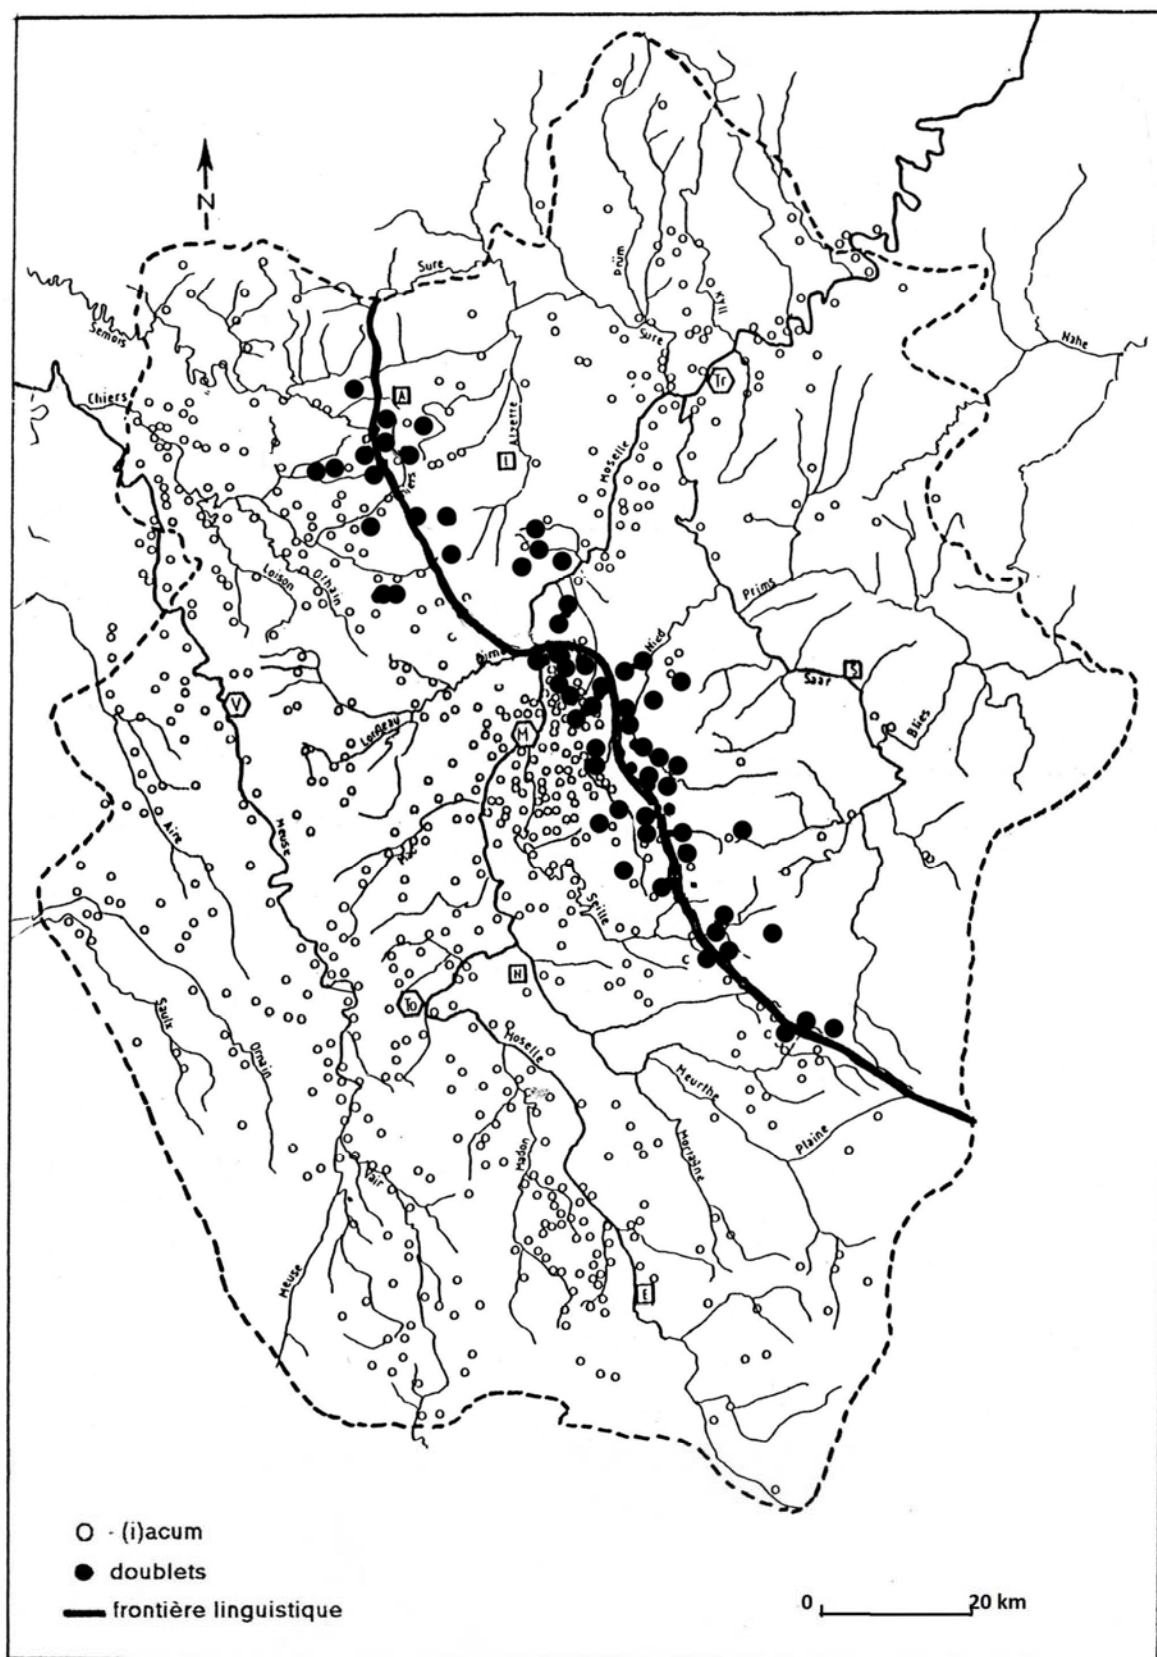 N
Sure
Prüm
Kyll
Semois
Sure
Nahe
Chiers
Tr
A
Alzette
L
Moselle
Loison
Othain
Prims
Nied
S
Saar
V
Blies
M
Meuse
Aire
Seille
C
N
To
Saulx
Ornain
Moselle
C
Meurthe
Plaine
Mortagne
Madon
Vair
Meuse
E
- (i)acum
doublets
frontière linguistique
0 20 km